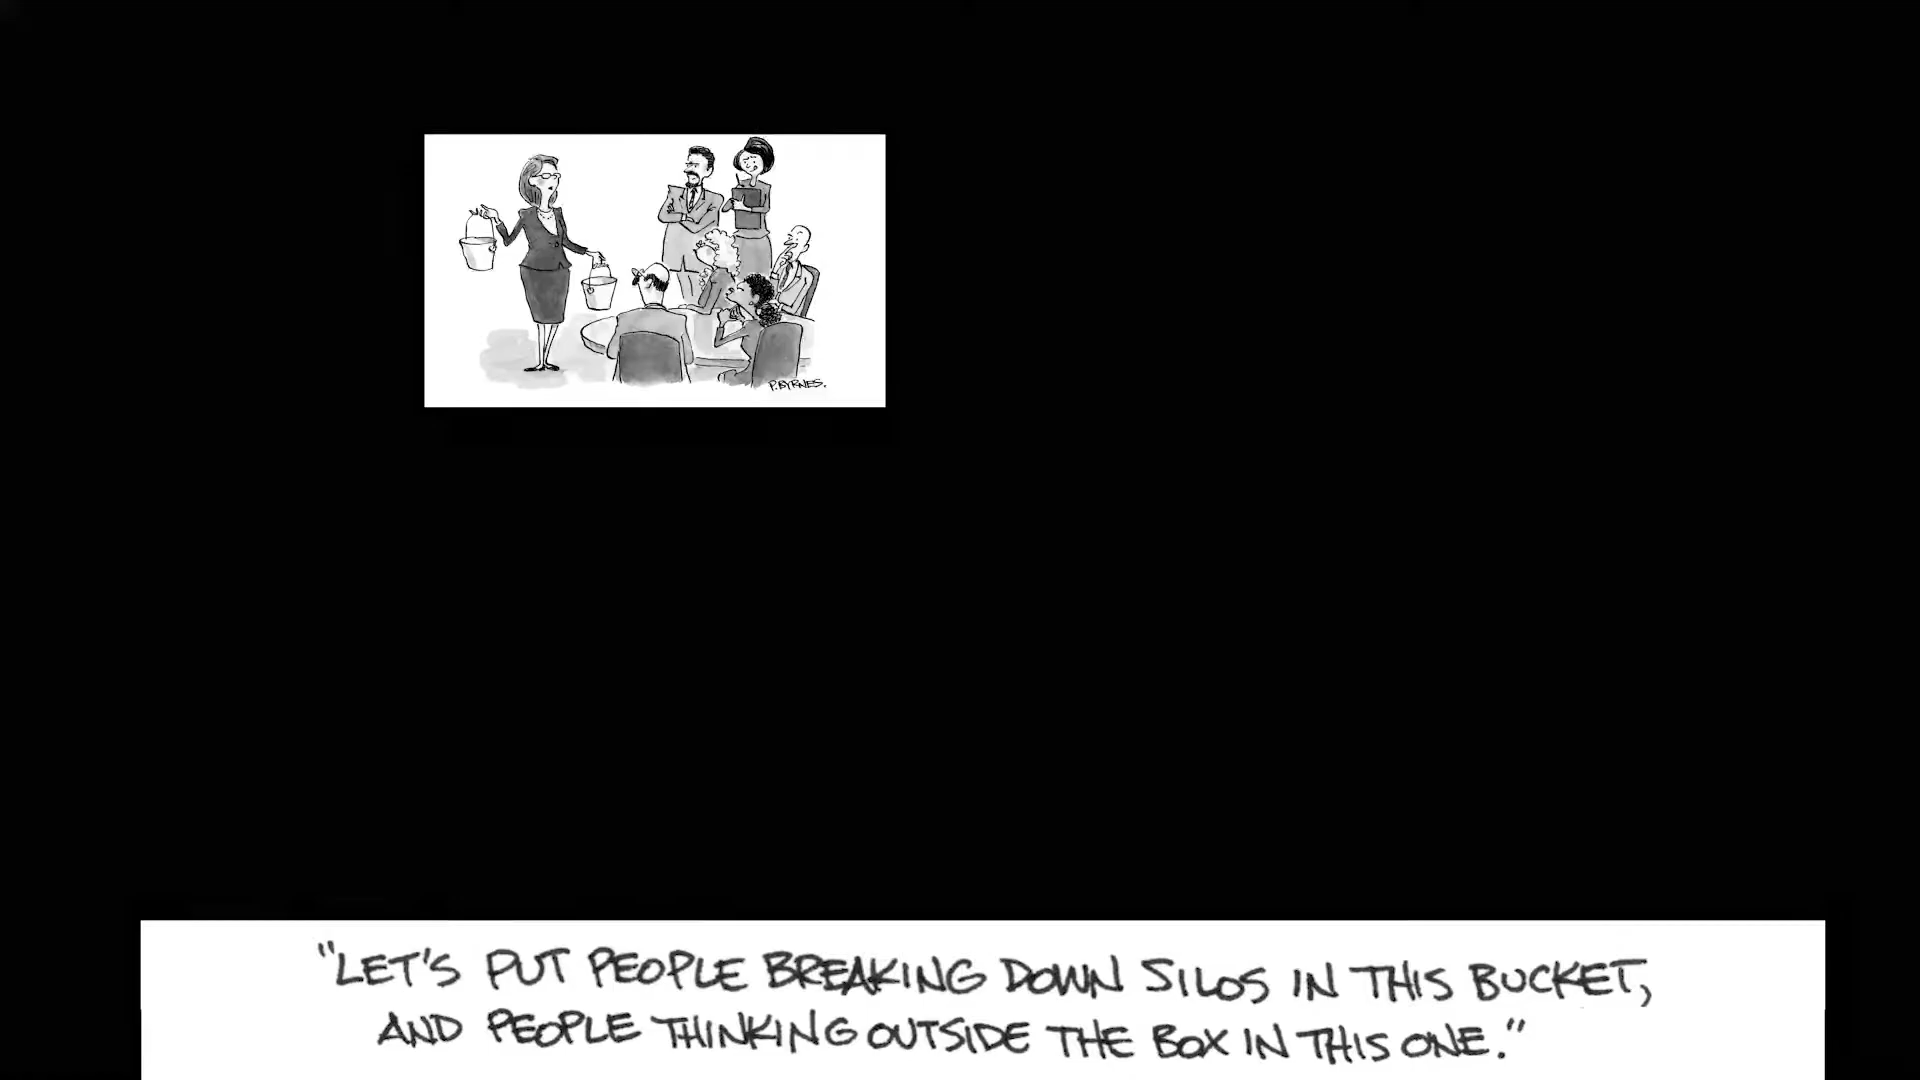 P. BYRNES.
"LET'S PUT PEOPLE BREAKING DOWN SILOS IN THIS BUCKET,
AND PEOPLE THINKING OUTSIDE THE BOX IN THIS ONE."